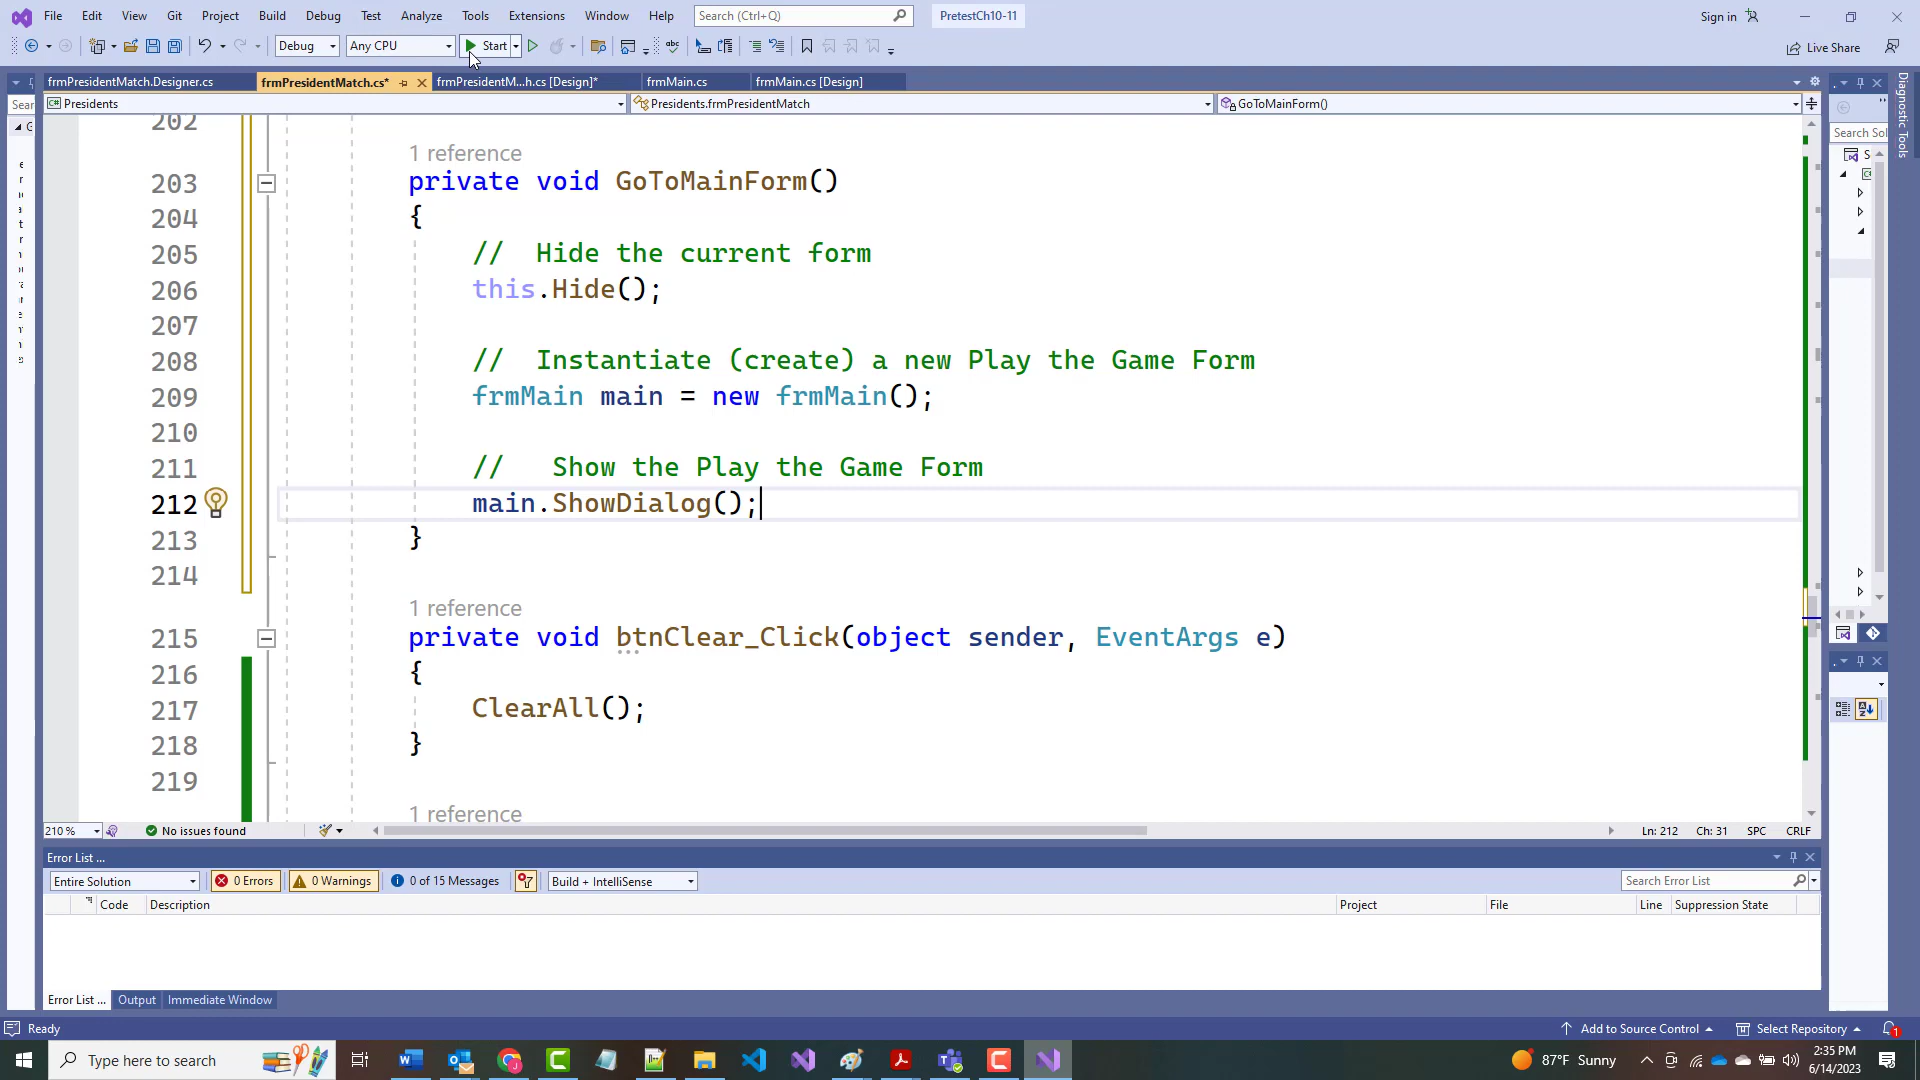 File Edit View Git Project Build Debug Test Analyze Tools Extensions Window Help Search (Ctrl+Q) PretestCh10-11 Sign in
Debug Any CPU Start Live Share
frmPresidentMatch.Designer.cs frmPresidentMatch.cs* frmPresidentM...h.cs [Design]* frmMain.cs frmMain.cs [Design]
Presidents Presidents.frmPresidentMatch GoToMainForm()
Diagnostic Tools
Search Sol
202
1 reference
203 private void GoToMainForm()
204 {
205 // Hide the current form
206 this.Hide();
207
208 // Instantiate (create) a new Play the Game Form
209 frmMain main = new frmMain();
210
211 // Show the Play the Game Form
212 main.ShowDialog();
213 }
214
1 reference
215 private void btnClear_Click(object sender, EventArgs e)
216 {
217 ClearAll();
218 }
219
1 reference
210 % No issues found Ln: 212 Ch: 31 SPC CRLF
Error List ...
Entire Solution 0 Errors 0 Warnings 0 of 15 Messages Build + IntelliSense Search Error List
Code Description Project File Line Suppression State
Error List ... Output Immediate Window
Ready Add to Source Control Select Repository 1
Type here to search 87°F Sunny 2:35 PM
6/14/2023